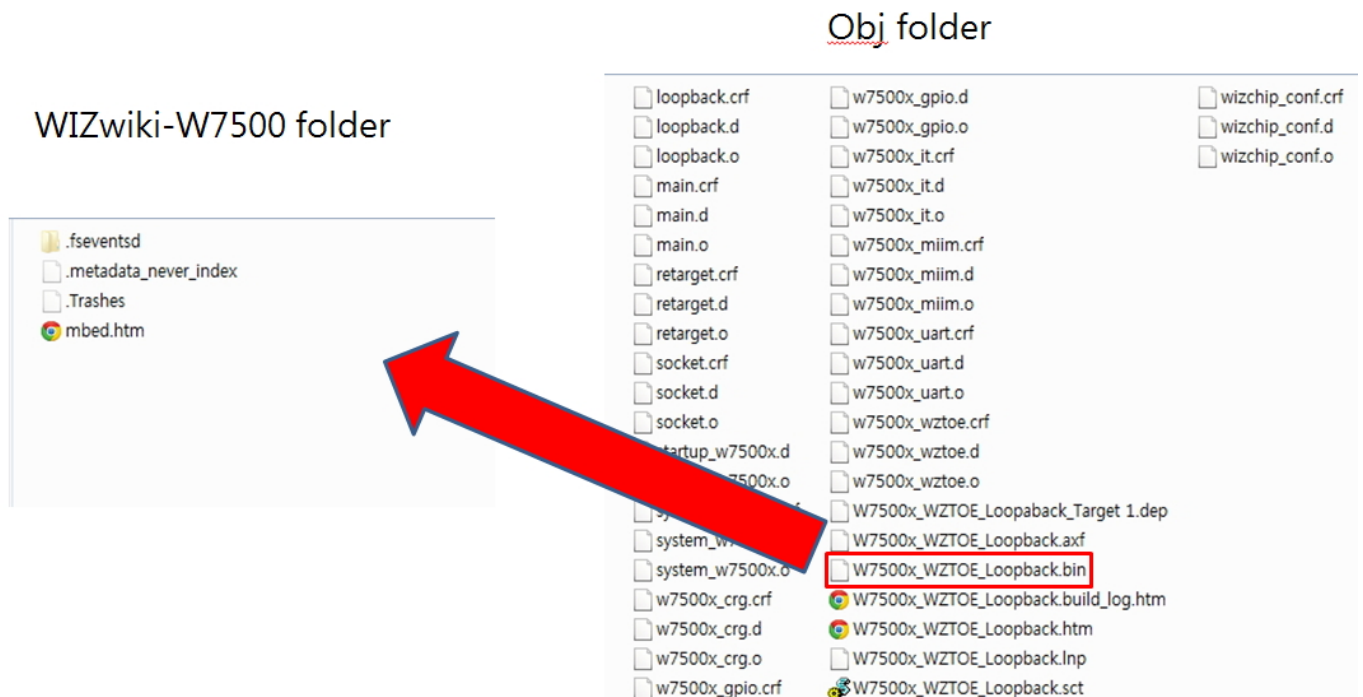 Obj folder
WIZwiki-W7500 folder
.fseventsd
.metadata_never_index
.Trashes
mbed.htm
loopback.crf
loopback.d
loopback.o
main.crf
main.d
main.o
retarget.crf
retarget.d
retarget.o
socket.crf
socket.d
socket.o
startup_w7500x.d
7500x.o
system_w
system_w7500x.o
w7500x_crg.crf
w7500x_crg.d
w7500x_crg.o
w7500x_gpio.crf
w7500x_gpio.d
w7500x_gpio.o
w7500x_it.crf
w7500x_it.d
w7500x_it.o
w7500x_miim.crf
w7500x_miim.d
w7500x_miim.o
w7500x_uart.crf
w7500x_uart.d
w7500x_uart.o
w7500x_wztoe.crf
w7500x_wztoe.d
w7500x_wztoe.o
W7500x_WZTOE_Loopaback_Target 1.dep
W7500x_WZTOE_Loopback.axf
W7500x_WZTOE_Loopback.bin
W7500x_WZTOE_Loopback.build_log.htm
W7500x_WZTOE_Loopback.htm
W7500x_WZTOE_Loopback.lnp
W7500x_WZTOE_Loopback.sct
wizchip_conf.crf
wizchip_conf.d
wizchip_conf.o